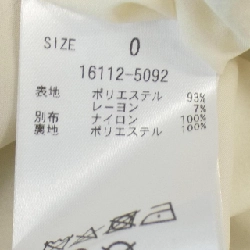 SIZE 0
16112-5092
表地 ポリエステル 93%
レーヨン 7%
別布 ナイロン 100%
裏地 ポリエステル 100%